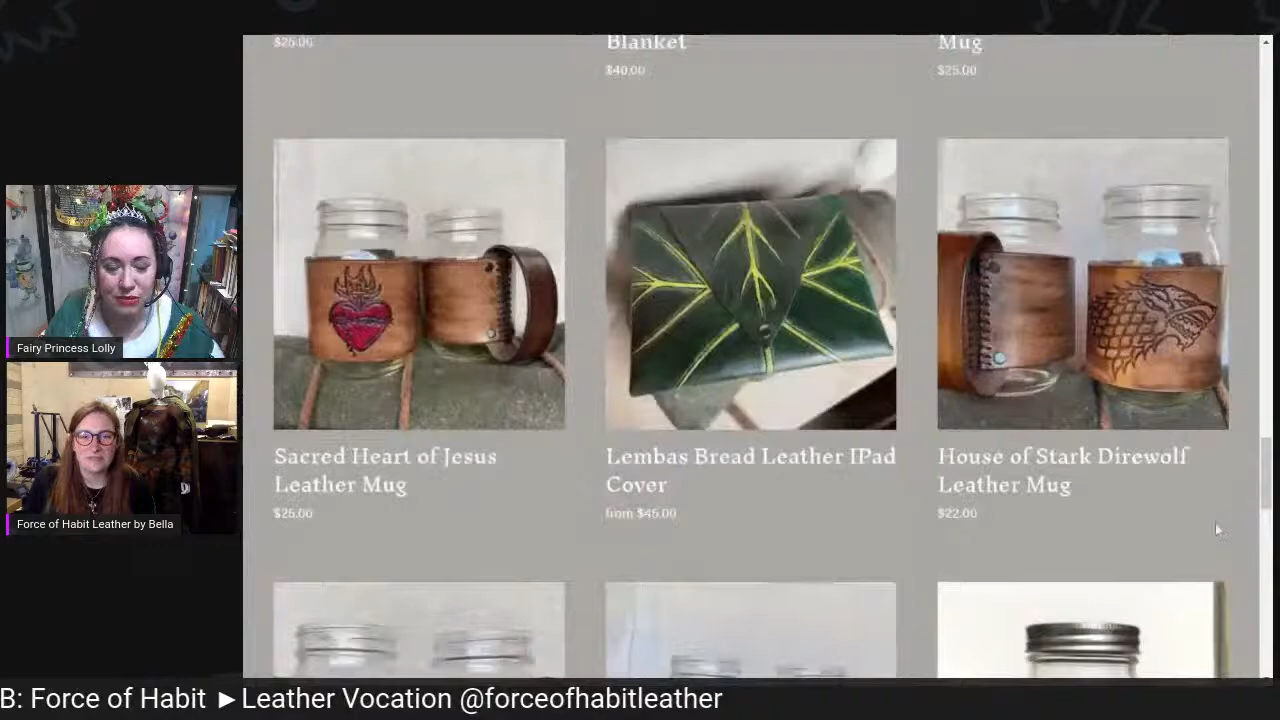 $25.00
Blanket
$40.00
Mug
$25.00
Fairy Princess Lolly
Force of Habit Leather by Bella
Sacred Heart of Jesus
Leather Mug
$25.00
Lembas Bread Leather IPad
Cover
from $45.00
House of Stark Direwolf
Leather Mug
$22.00
B: Force of Habit ►Leather Vocation @forceofhabitleather